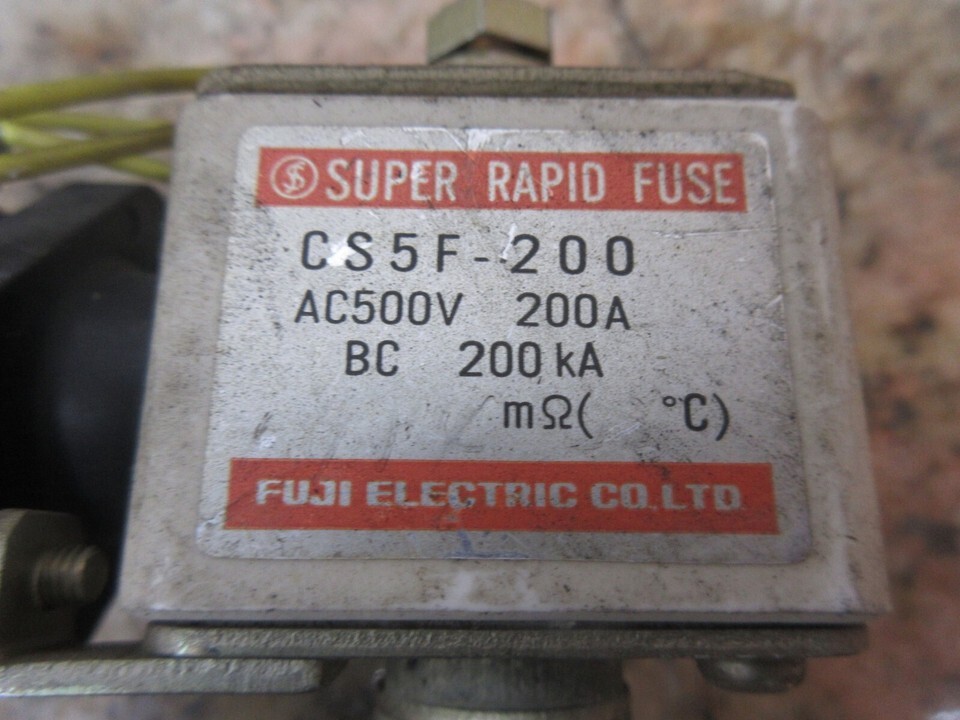 SUPER RAPID FUSE
CS5F-200
AC500V 200A
BC 200kA
mΩ( °C)
FUJI ELECTRIC CO.,LTD.